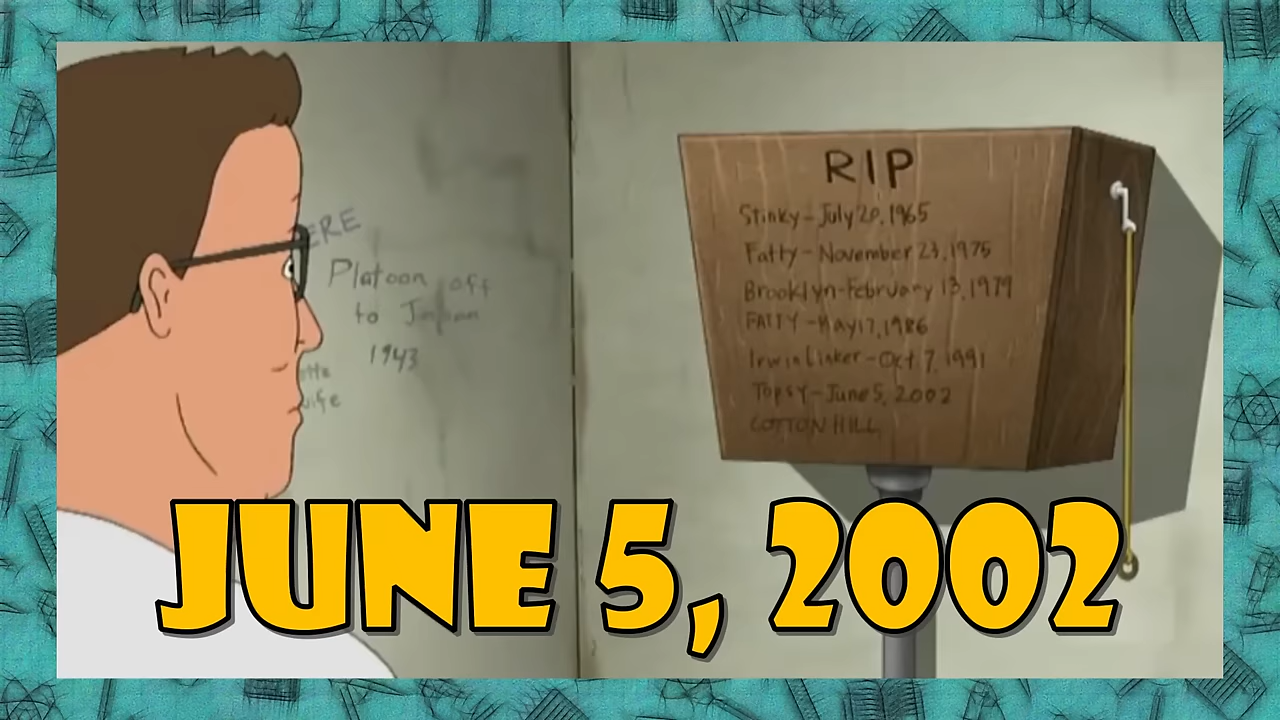 ERE
Platoon off
to Japan
1943
wife
RIP
Stinky-July 20, 1965
Fatty-November 23, 1975
Brooklyn-February 13, 1979
FATTY-May 17, 1986
Irwin Linker-Oct 7, 1991
Topsy-June 5, 2002
COTTON HILL
JUNE 5, 2002